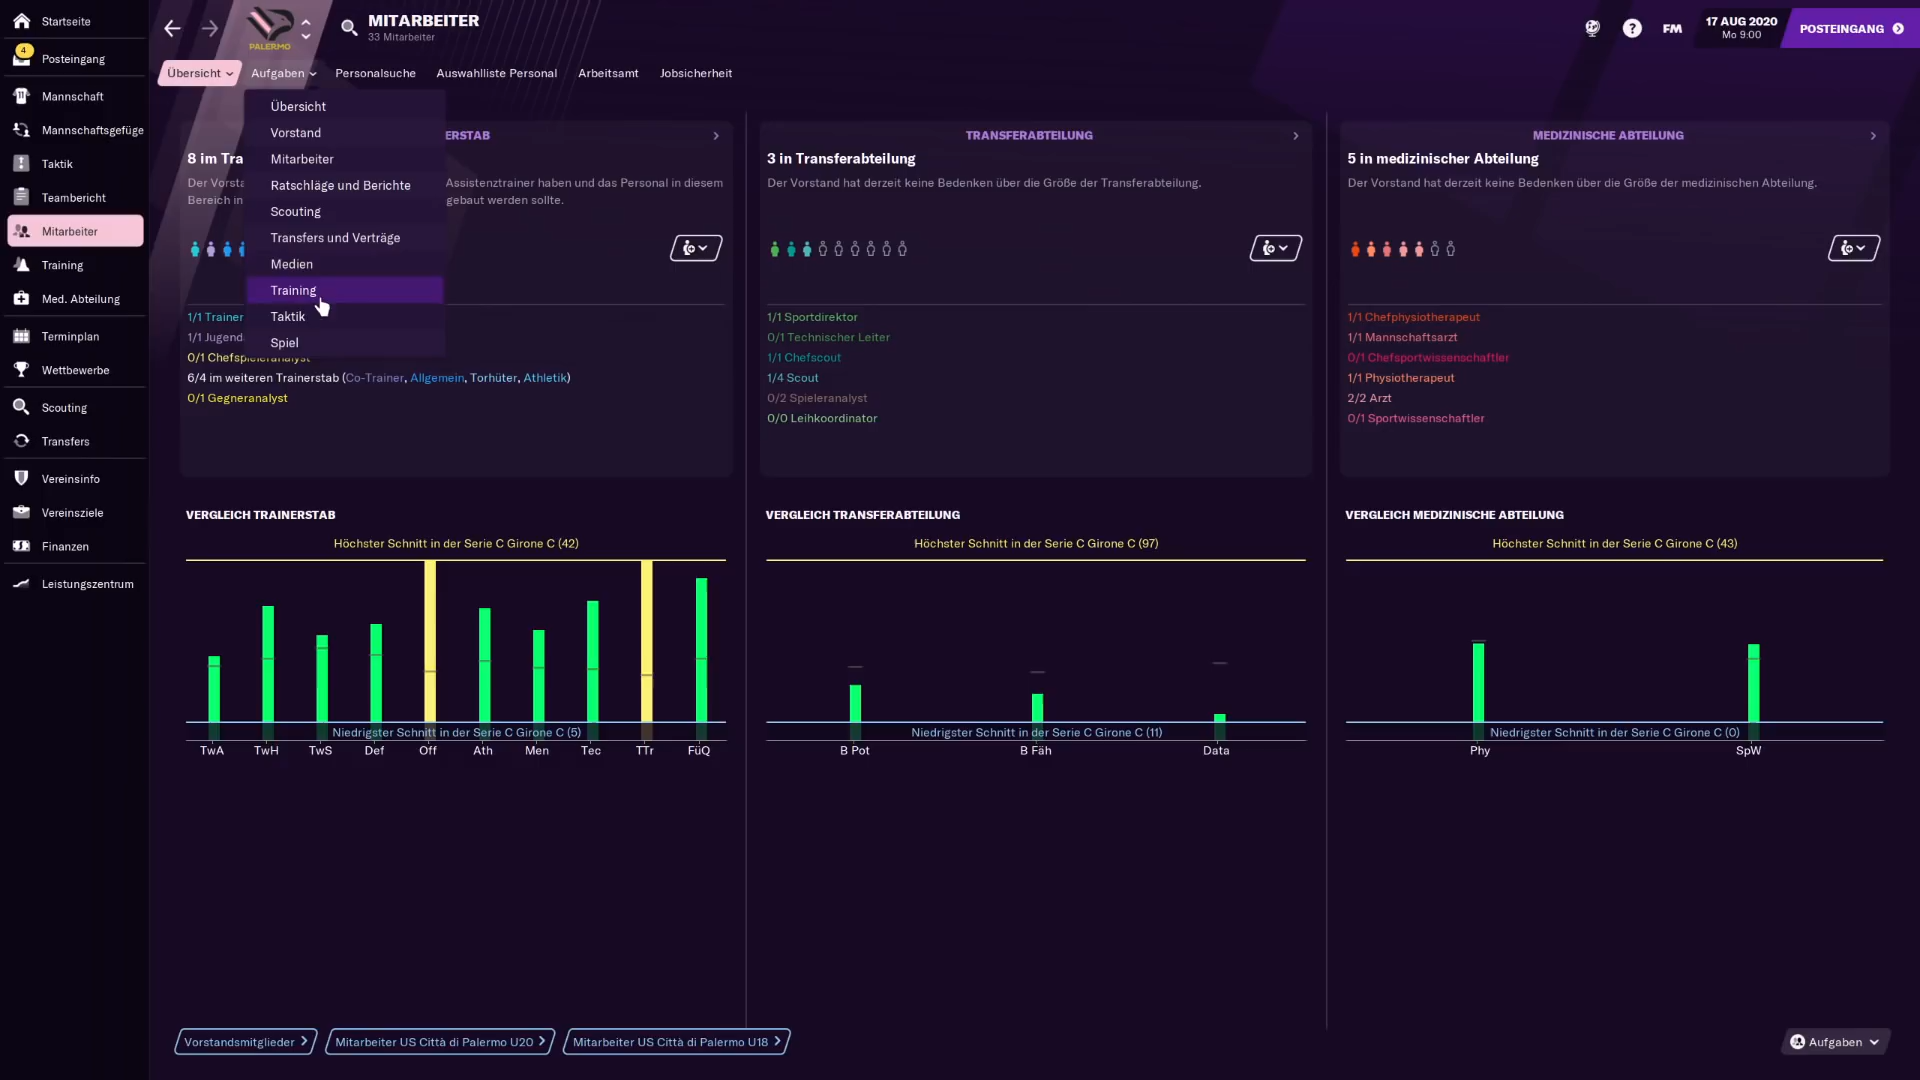 Startseite
4
Posteingang
Mannschaft
Mannschaftsgefüge
Taktik
Teambericht
Mitarbeiter
Training
Med. Abteilung
Terminplan
Wettbewerbe
Scouting
Transfers
Vereinsinfo
Vereinsziele
Finanzen
Leistungszentrum
PALERMO
MITARBEITER
33 Mitarbeiter
FM
17 AUG 2020
Mo 9:00
POSTEINGANG
Übersicht
Aufgaben
Personalsuche
Auswahlliste Personal
Arbeitsamt
Jobsicherheit
Übersicht
Vorstand
Mitarbeiter
Ratschläge und Berichte
Scouting
Transfers und Verträge
Medien
Training
Taktik
Spiel
ERSTAB
8 im Tra
Der Vorsta Assistenztrainer haben und das Personal in diesem
Bereich in gebaut werden sollte.
1/1 Trainer
1/1 Jugend
0/1 Chefspieleranalyst
6/4 im weiteren Trainerstab (Co-Trainer, Allgemein, Torhüter, Athletik)
0/1 Gegneranalyst
TRANSFERABTEILUNG
3 in Transferabteilung
Der Vorstand hat derzeit keine Bedenken über die Größe der Transferabteilung.
1/1 Sportdirektor
0/1 Technischer Leiter
1/1 Chefscout
1/4 Scout
0/2 Spieleranalyst
0/0 Leihkoordinator
MEDIZINISCHE ABTEILUNG
5 in medizinischer Abteilung
Der Vorstand hat derzeit keine Bedenken über die Größe der medizinischen Abteilung.
1/1 Chefphysiotherapeut
1/1 Mannschaftsarzt
0/1 Chefsportwissenschaftler
1/1 Physiotherapeut
2/2 Arzt
0/1 Sportwissenschaftler
VERGLEICH TRAINERSTAB
Höchster Schnitt in der Serie C Girone C (42)
Niedrigster Schnitt in der Serie C Girone C (5)
TwA TwH TwS Def Off Ath Men Tec TTr FüQ
VERGLEICH TRANSFERABTEILUNG
Höchster Schnitt in der Serie C Girone C (97)
Niedrigster Schnitt in der Serie C Girone C (11)
B Pot B Fäh Data
VERGLEICH MEDIZINISCHE ABTEILUNG
Höchster Schnitt in der Serie C Girone C (43)
Niedrigster Schnitt in der Serie C Girone C (0)
Phy SpW
Vorstandsmitglieder
Mitarbeiter US Città di Palermo U20
Mitarbeiter US Città di Palermo U18
Aufgaben